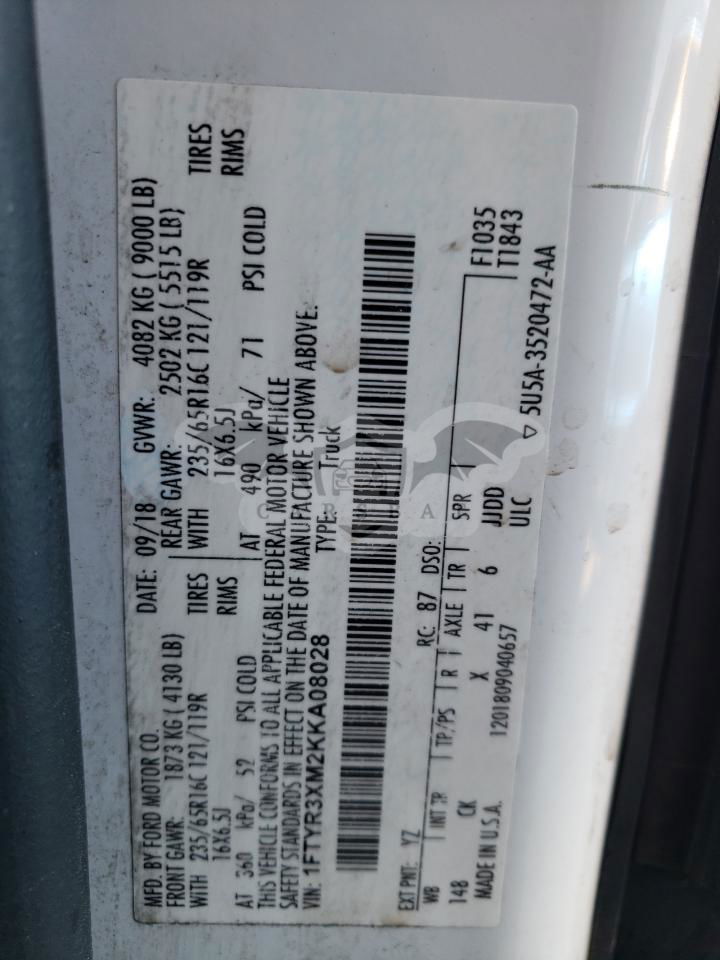 MFD. BY FORD MOTOR CO. DATE: 09/18 GVWR: 4082 KG ( 9000 LB)
FRONT GAWR: 1873 KG ( 4130 LB) REAR GAWR: 2502 KG ( 5515 LB)
WITH 235/65R16C 121/119R TIRES WITH 235/65R16C 121/119R TIRES
16X6.5J RIMS 16X6.5J RIMS
AT 360 kPa/ 52 PSI COLD AT 490 kPa/ 71 PSI COLD
THIS VEHICLE CONFORMS TO ALL APPLICABLE FEDERAL MOTOR VEHICLE
SAFETY STANDARDS IN EFFECT ON THE DATE OF MANUFACTURE SHOWN ABOVE.
VIN: 1FTYR3XM2KKA08028 TYPE: Truck
EXT PNT: YZ RC: 87 DSO:
WB INT TR TP/PS R AXLE TR SPR F1035
148 CK X 41 6 JJDD T1843
MADE IN U.S.A. 1201809040657 ULC
5U5A-3520472-AA